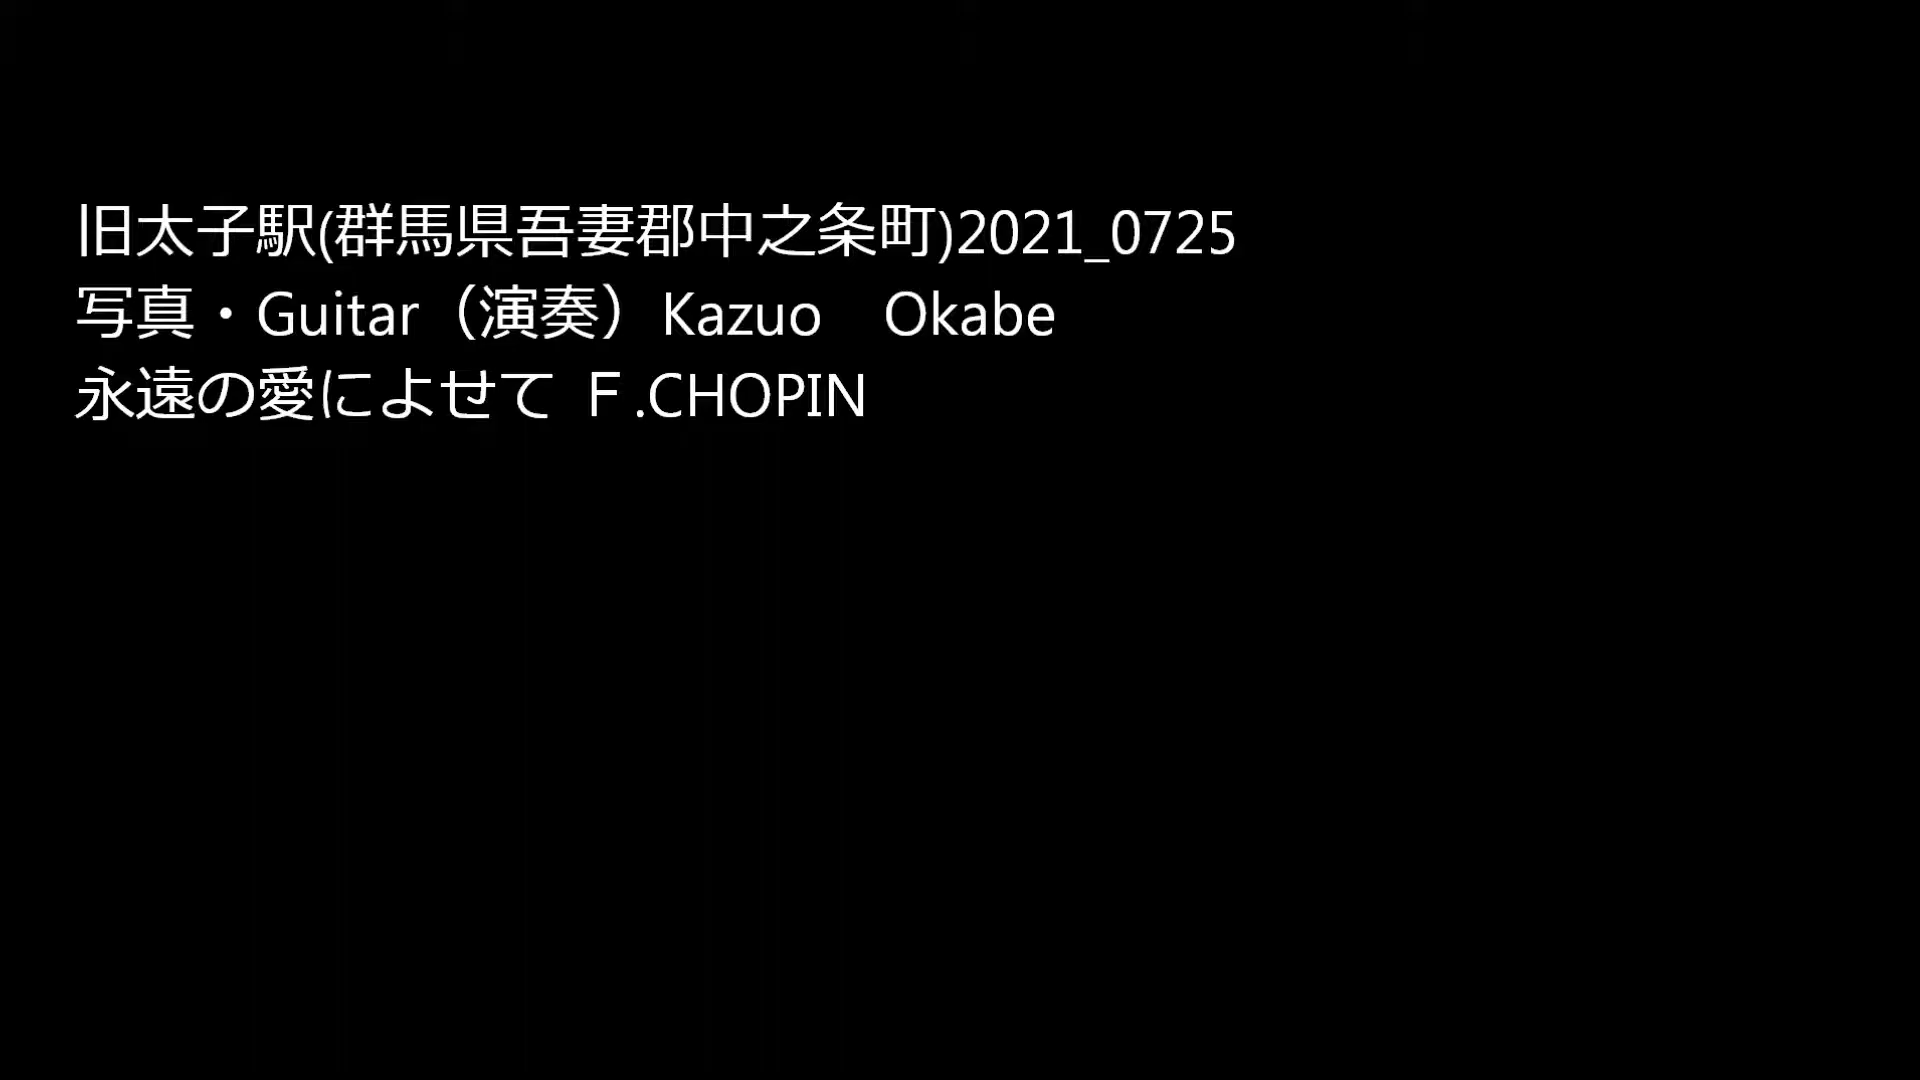 旧太子駅(群馬県吾妻郡中之条町)2021_0725
写真・Guitar（演奏）Kazuo　Okabe
永遠の愛によせて Ｆ.CHOPIN